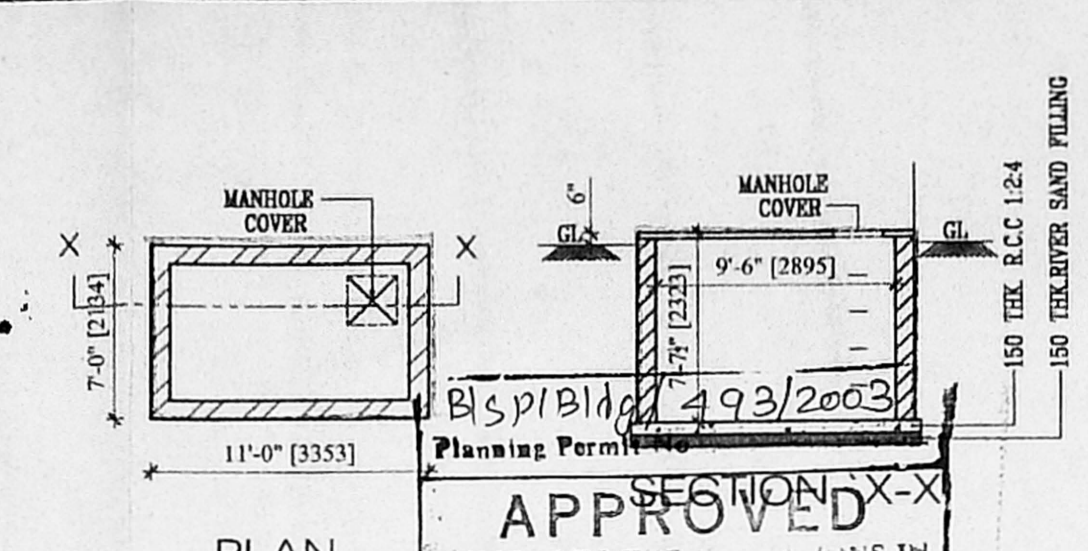 MANHOLE
COVER
X
X
7'-0" [2134]
11'-0" [3353]
PLAN
6"
GL
MANHOLE
COVER
GL
9'-6" [2895]
7'-7½" [2323]
150 THK R.C.C 1:2:4
150 THK.RIVER SAND FILLING
493/2003
Planning Permit No
SECTION X-X
APPROVED